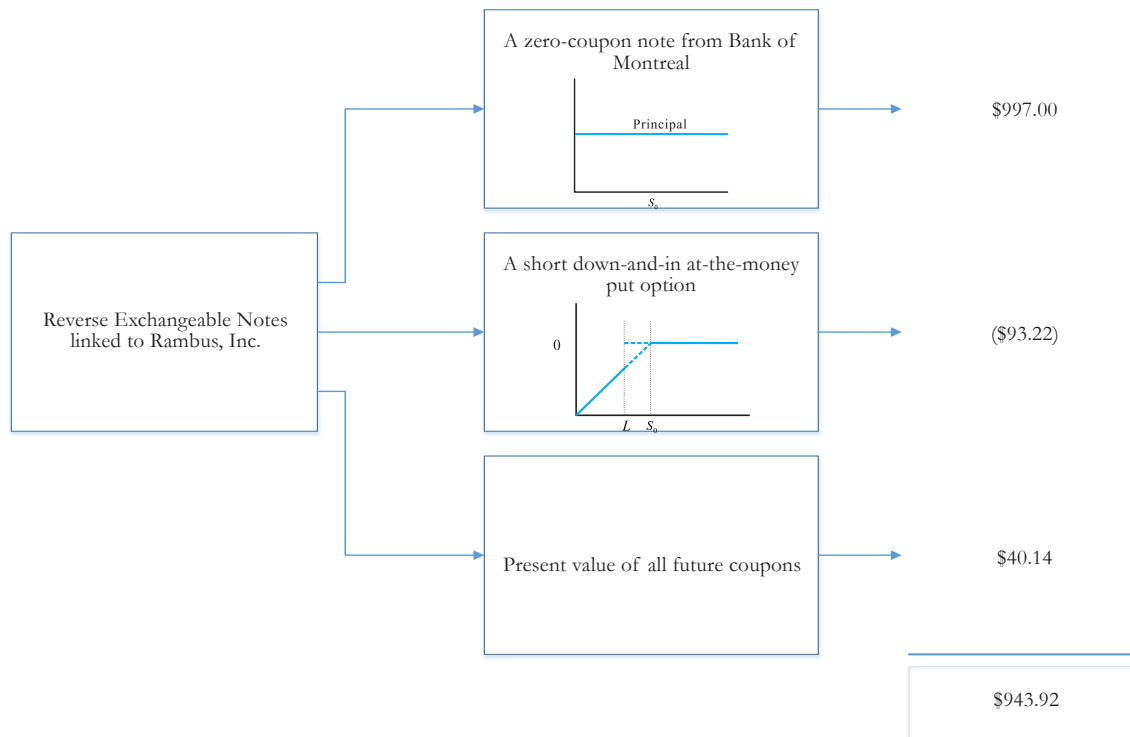 A zero-coupon note from Bank of
Montreal
Principal
S₀
$997.00
Reverse Exchangeable Notes
linked to Rambus, Inc.
A short down-and-in at-the-money
put option
0
L S₀
($93.22)
Present value of all future coupons
$40.14
$943.92